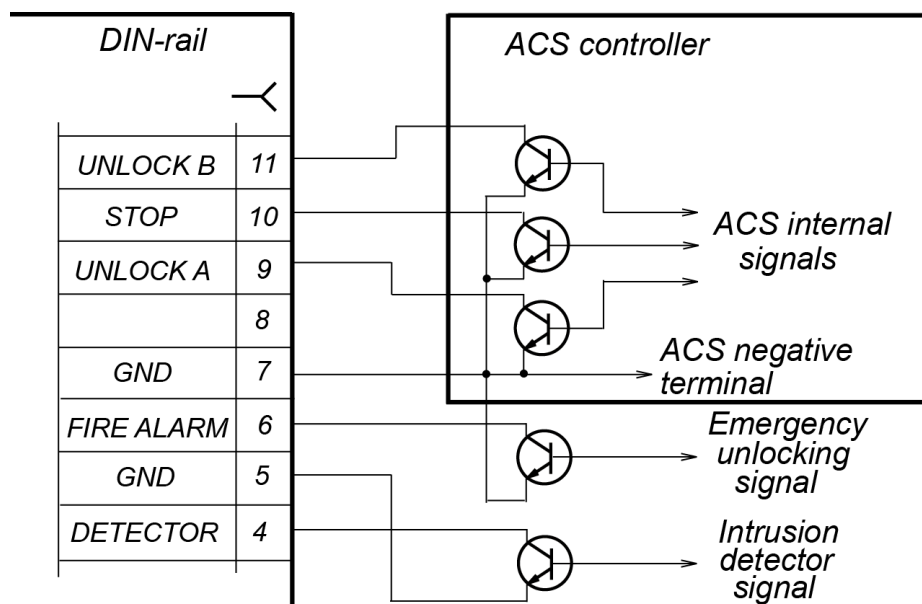 DIN-rail
ACS controller
UNLOCK B 11
STOP 10
UNLOCK A 9
8
GND 7
FIRE ALARM 6
GND 5
DETECTOR 4
ACS internal
signals
ACS negative
terminal
Emergency
unlocking
signal
Intrusion
detector
signal